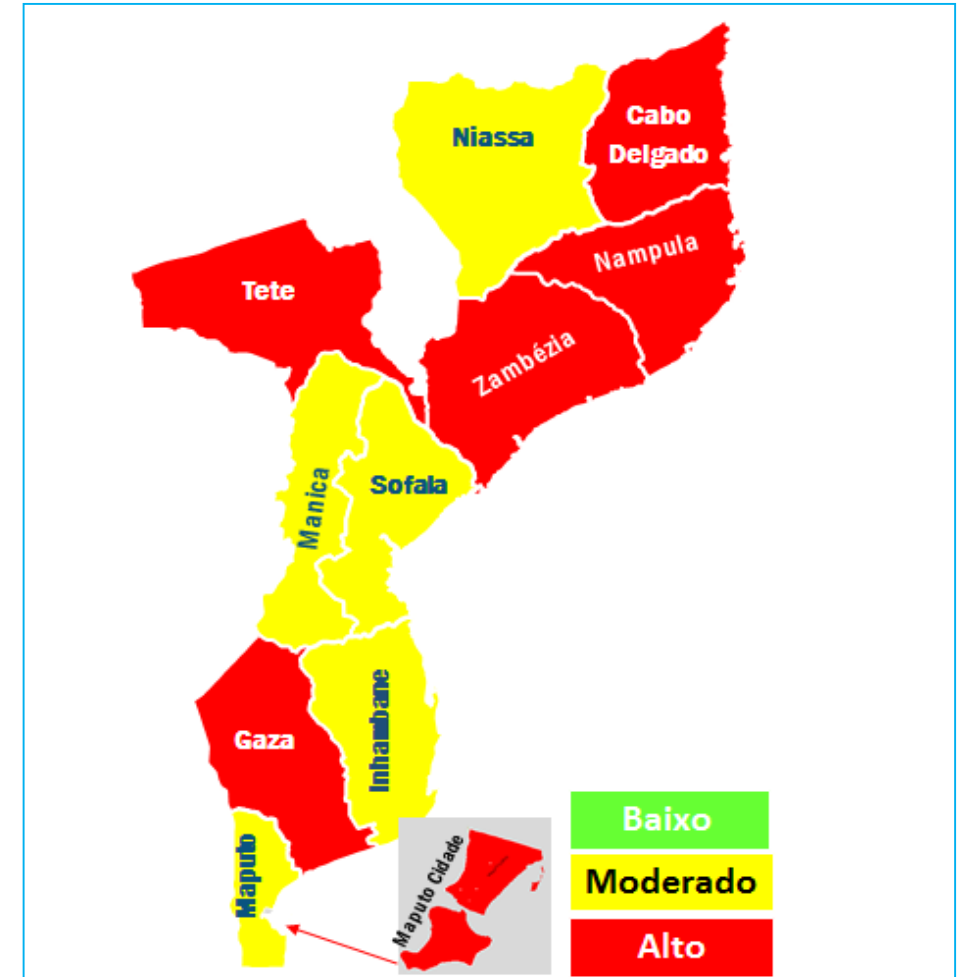 Cabo
Delgado
Niassa
Nampula
Tete
Zambézia
Sofala
Manica
Inhambane
Gaza
Maputo
Maputo Cidade
Baixo
Moderado
Alto